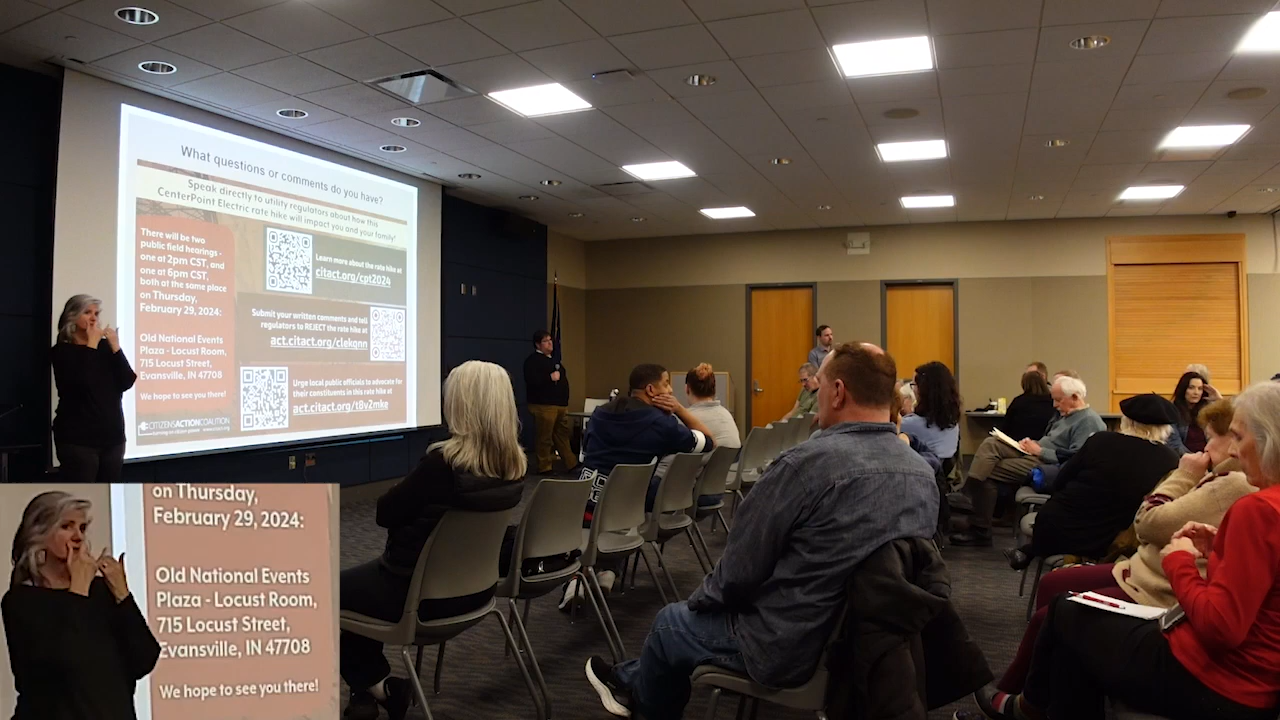 What questions or comments do you have?
Speak directly to utility regulators about how this
CenterPoint Electric rate hike will impact you and your family!
There will be two
public field hearings -
one at 2pm CST, and
one at 6pm CST,
both at the same place
on Thursday,
February 29, 2024:
Old National Events
Plaza - Locust Room,
715 Locust Street,
Evansville, IN 47708
We hope to see you there!
Learn more about the rate hike at
citact.org/cpt2024
Submit your written comments and tell
regulators to REJECT the rate hike at
act.citact.org/clekqnn
Urge local public officials to advocate for
their constituents in this rate hike at
act.citact.org/t8v2mke
CITIZENSACTIONCOALITION
on Thursday,
February 29, 2024:
Old National Events
Plaza - Locust Room,
715 Locust Street,
Evansville, IN 47708
We hope to see you there!